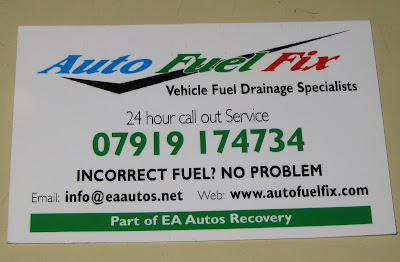 Auto Fuel Fix
Vehicle Fuel Drainage Specialists
24 hour call out Service
07919 174734
INCORRECT FUEL? NO PROBLEM
Email: info@eaautos.net Web: www.autofuelfix.com
Part of EA Autos Recovery